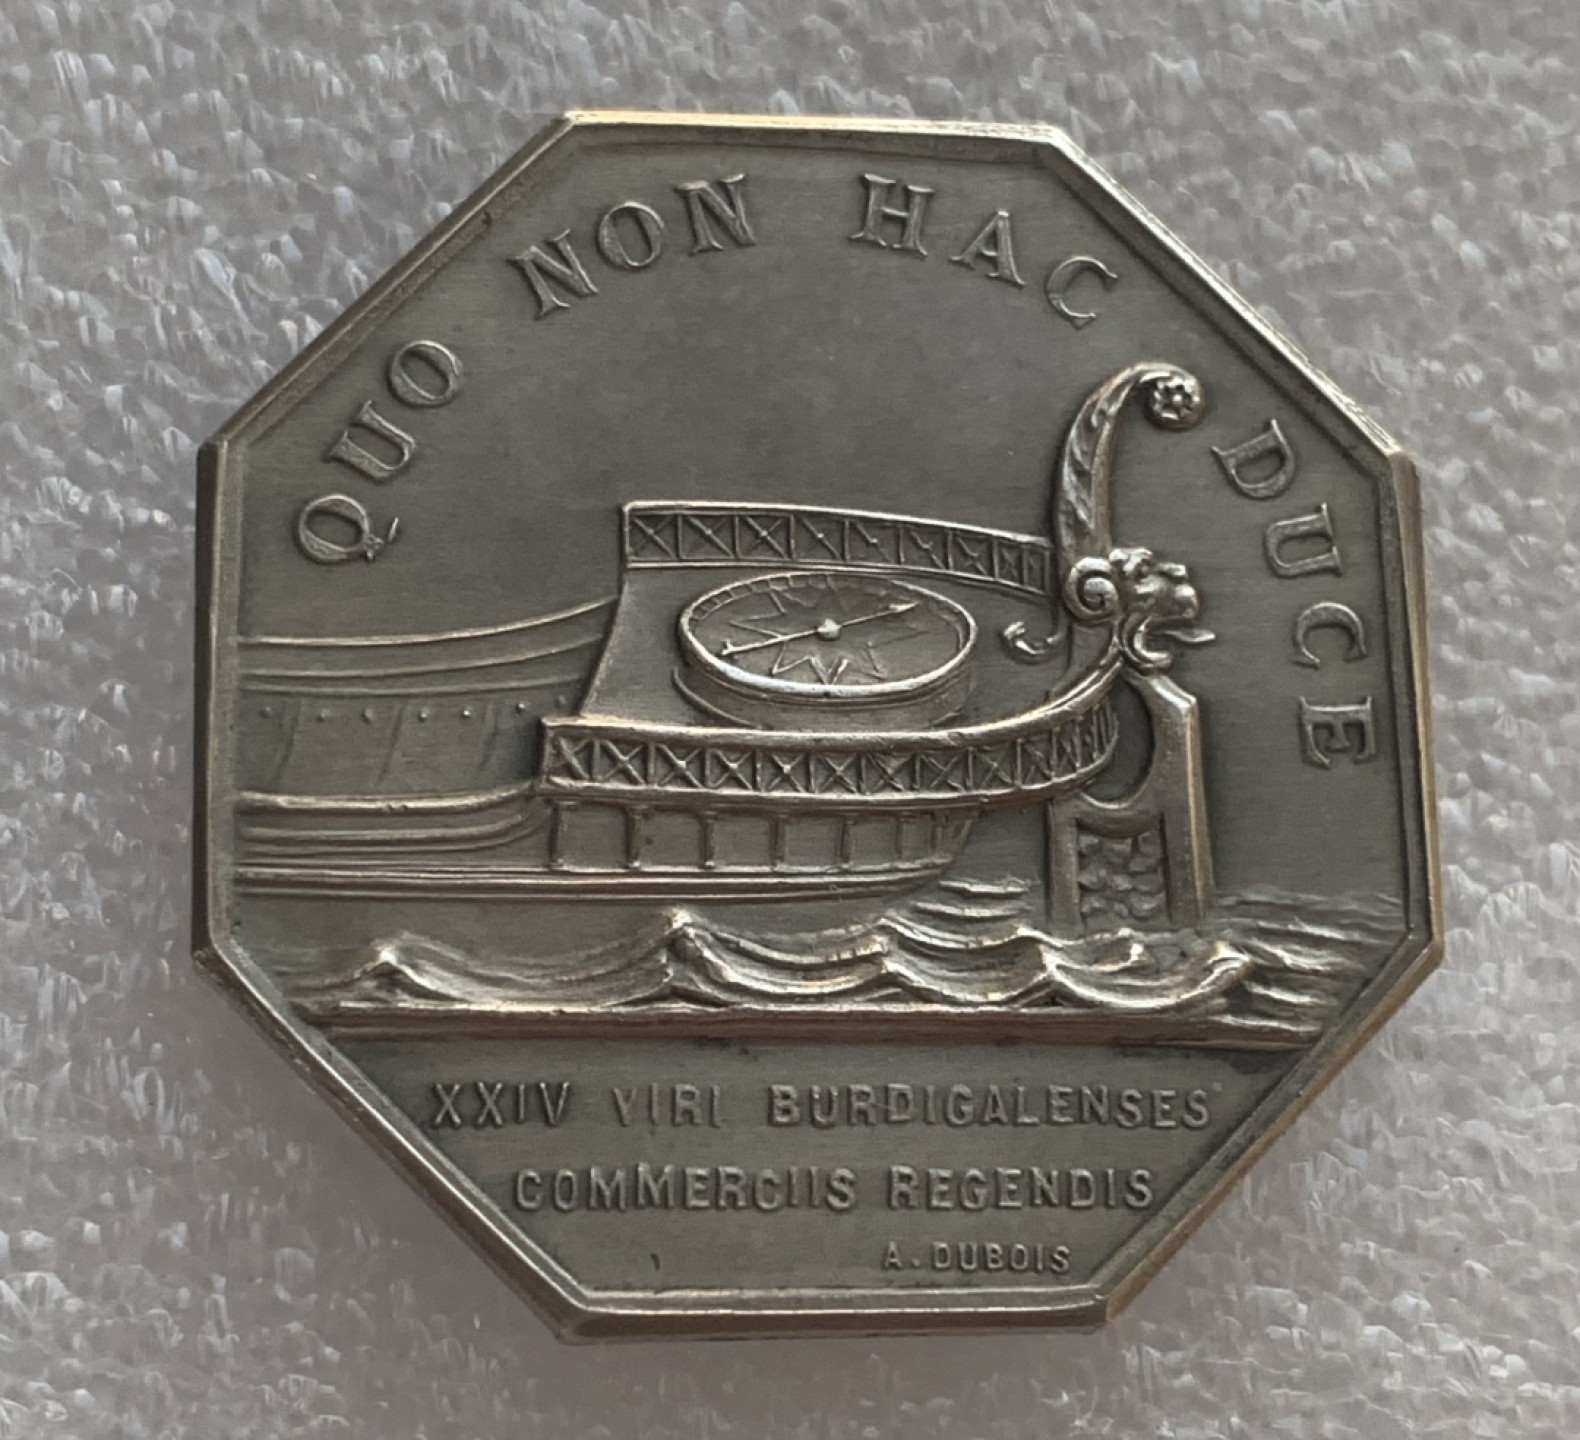 QUO NON HAC DUCE
XXIV VIRI BURDIGALENSES
COMMERCIIS REGENDIS
A. DUBOIS